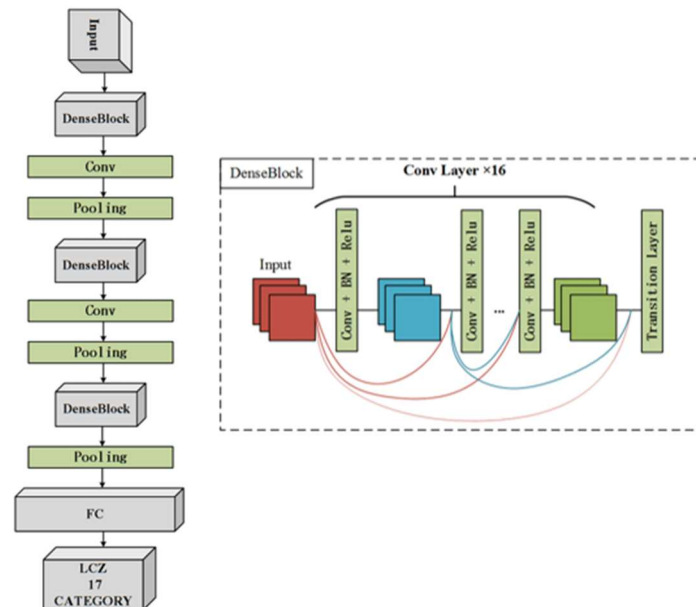 Input
DenseBlock
Conv
Pooling
DenseBlock
Conv
Pooling
DenseBlock
Pooling
FC
LCZ
17
CATEGORY
DenseBlock
Conv Layer ×16
Input
Conv + BN + Relu
Conv + BN + Relu
...
Conv + BN + Relu
Transition Layer